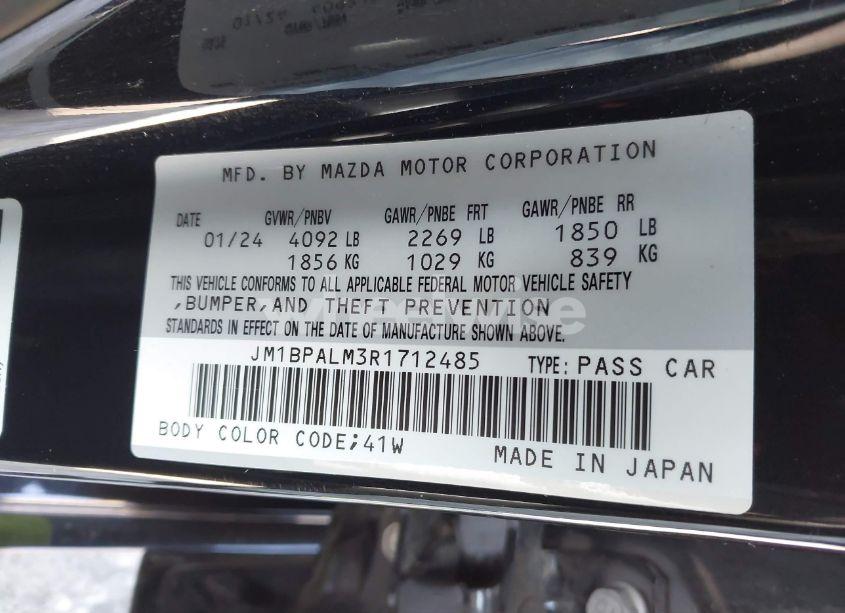 MFD. BY MAZDA MOTOR CORPORATION
DATE GVWR/PNBV GAWR/PNBE FRT GAWR/PNBE RR
01/24 4092 LB 2269 LB 1850 LB
1856 KG 1029 KG 839 KG
THIS VEHICLE CONFORMS TO ALL APPLICABLE FEDERAL MOTOR VEHICLE SAFETY
,BUMPER,AND THEFT PREVENTION
STANDARDS IN EFFECT ON THE DATE OF MANUFACTURE SHOWN ABOVE.
JM1BPALM3R1712485 TYPE: PASS CAR
BODY COLOR CODE;41W
MADE IN JAPAN